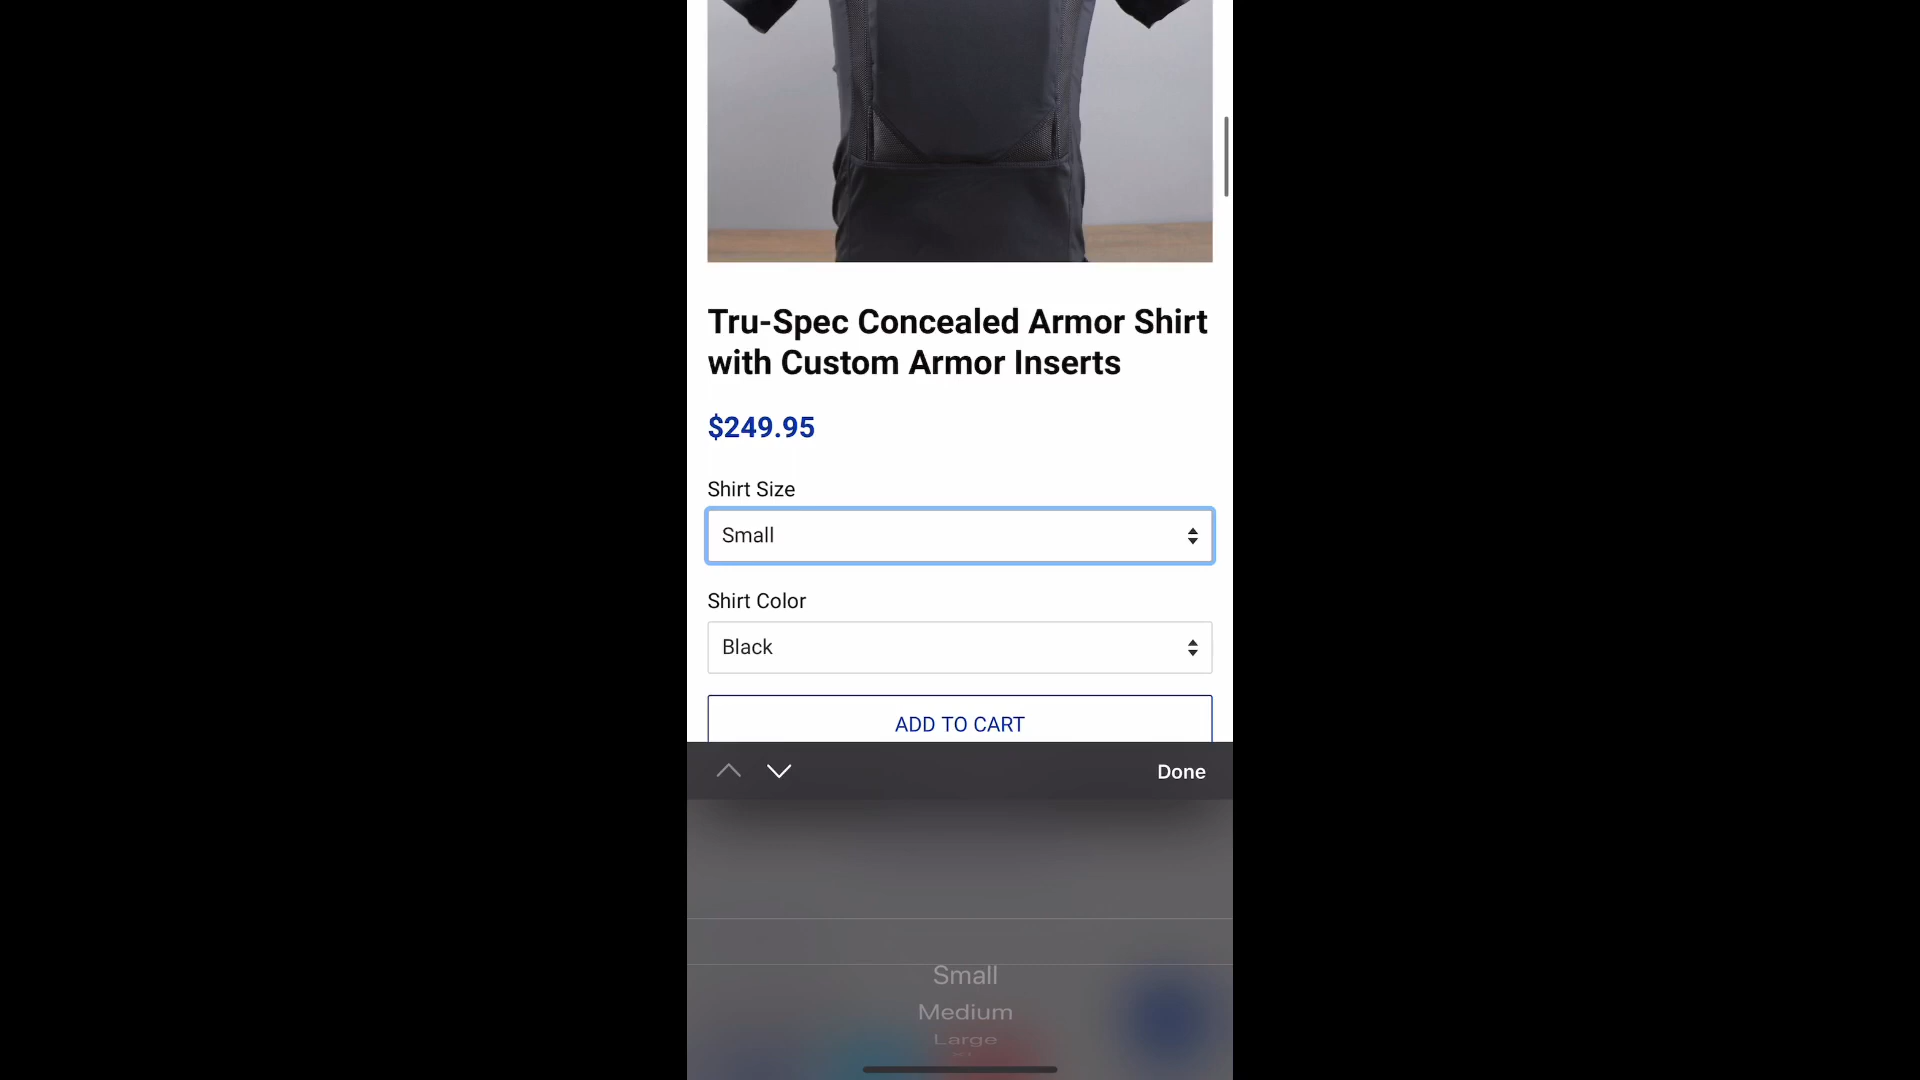 Tru-Spec Concealed Armor Shirt
with Custom Armor Inserts
$249.95
Shirt Size
Small
Shirt Color
Black
ADD TO CART
Done
Small
Medium
Large